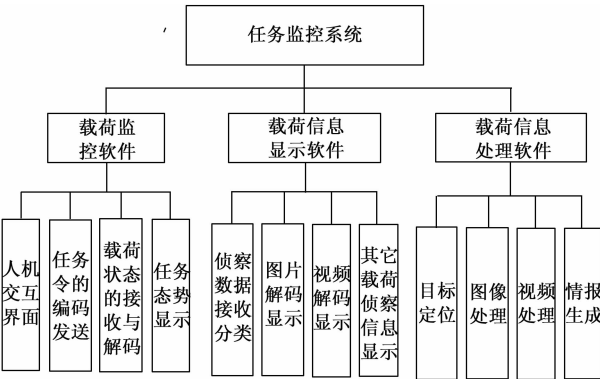 任务监控系统
载荷监
控软件
载荷信息
显示软件
载荷信息
处理软件
人机
交互
界面
任务
令的
编码
发送
载荷
状态
的接
收与
解码
任务
态势
显示
侦察
数据
接收
分类
图片
解码
显示
视频
解码
显示
其它
载荷
侦察
信息
显示
目标
定位
图像
处理
视频
处理
情报
生成